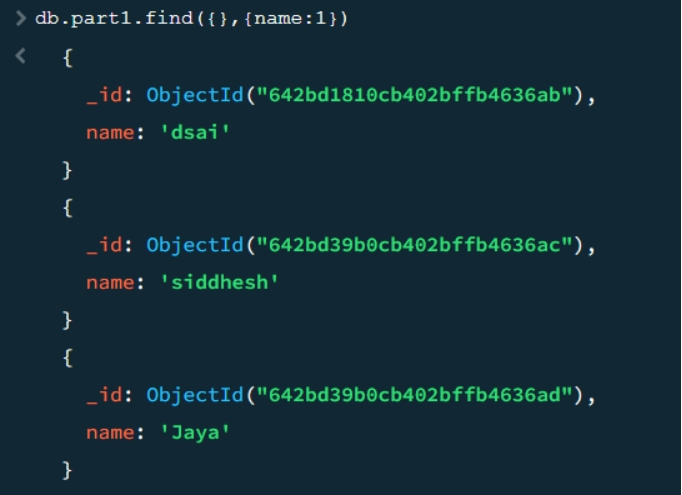 > db.part1.find({},{name:1})
< {
_id: ObjectId("642bd1810cb402bffb4636ab"),
name: 'dsai'
}
{
_id: ObjectId("642bd39b0cb402bffb4636ac"),
name: 'siddhesh'
}
{
_id: ObjectId("642bd39b0cb402bffb4636ad"),
name: 'Jaya'
}